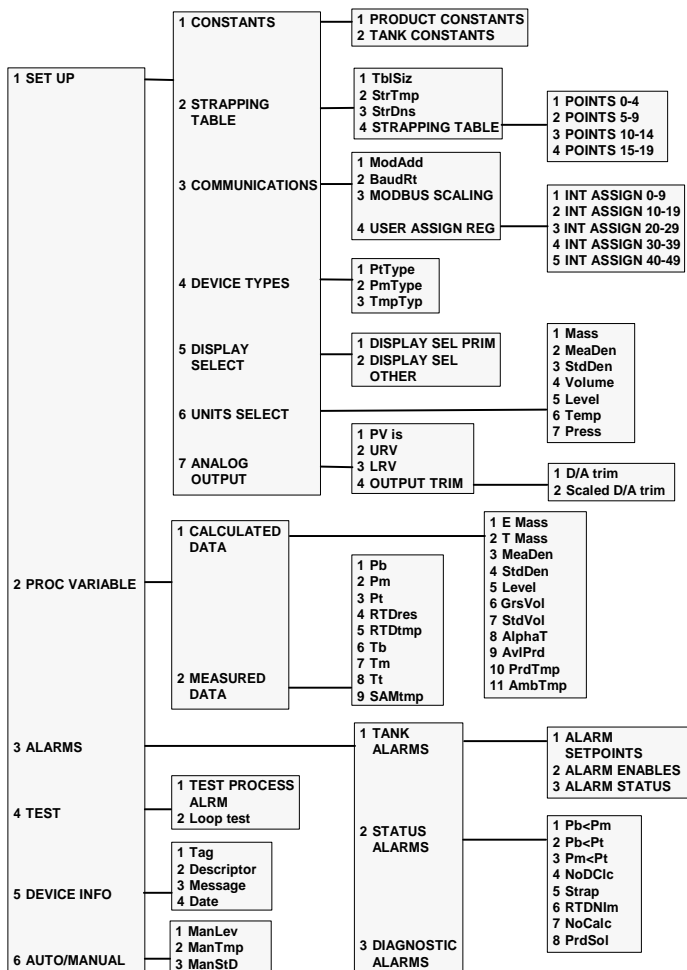 1 SET UP
1 CONSTANTS
1 PRODUCT CONSTANTS
2 TANK CONSTANTS
2 STRAPPING
TABLE
1 TblSiz
2 StrTmp
3 StrDns
4 STRAPPING TABLE
1 POINTS 0-4
2 POINTS 5-9
3 POINTS 10-14
4 POINTS 15-19
3 COMMUNICATIONS
1 ModAdd
2 BaudRt
3 MODBUS SCALING
4 USER ASSIGN REG
1 INT ASSIGN 0-9
2 INT ASSIGN 10-19
3 INT ASSIGN 20-29
4 INT ASSIGN 30-39
5 INT ASSIGN 40-49
4 DEVICE TYPES
1 PtType
2 PmType
3 TmpTyp
5 DISPLAY
SELECT
1 DISPLAY SEL PRIM
2 DISPLAY SEL
OTHER
6 UNITS SELECT
1 Mass
2 MeaDen
3 StdDen
4 Volume
5 Level
6 Temp
7 Press
7 ANALOG
OUTPUT
1 PV is
2 URV
3 LRV
4 OUTPUT TRIM
1 D/A trim
2 Scaled D/A trim
2 PROC VARIABLE
1 CALCULATED
DATA
1 E Mass
2 T Mass
3 MeaDen
4 StdDen
5 Level
6 GrsVol
7 StdVol
8 AlphaT
9 AvlPrd
10 PrdTmp
11 AmbTmp
2 MEASURED
DATA
1 Pb
2 Pm
3 Pt
4 RTDres
5 RTDtmp
6 Tb
7 Tm
8 Tt
9 SAMtmp
3 ALARMS
1 TANK
ALARMS
1 ALARM
SETPOINTS
2 ALARM ENABLES
3 ALARM STATUS
2 STATUS
ALARMS
1 Pb<Pm
2 Pb<Pt
3 Pm<Pt
4 NoDClc
5 Strap
6 RTDNIm
7 NoCalc
8 PrdSol
3 DIAGNOSTIC
ALARMS
4 TEST
1 TEST PROCESS
ALRM
2 Loop test
5 DEVICE INFO
1 Tag
2 Descriptor
3 Message
4 Date
6 AUTO/MANUAL
1 ManLev
2 ManTmp
3 ManStD